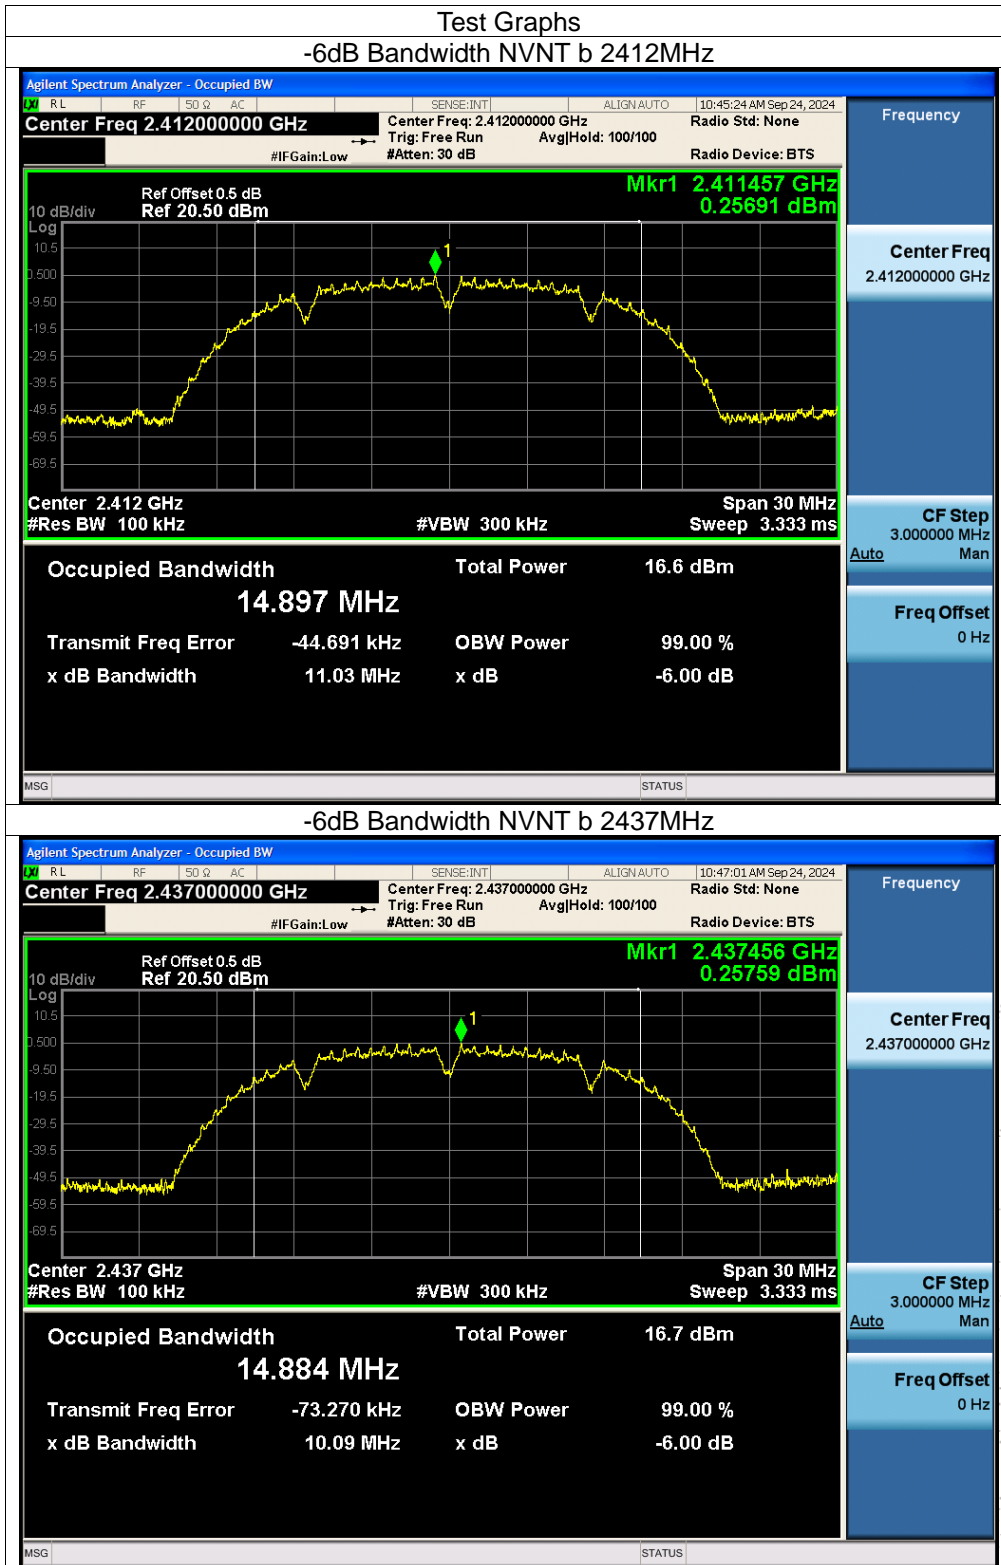 Test Graphs
-6dB Bandwidth NVNT b 2412MHz
Agilent Spectrum Analyzer - Occupied BW
LXI RL RF 50 Ω AC SENSE:INT ALIGN AUTO 10:45:24 AM Sep 24, 2024
Center Freq 2.412000000 GHz Center Freq: 2.412000000 GHz Radio Std: None Frequency
Trig: Free Run Avg|Hold: 100/100
#IFGain:Low #Atten: 30 dB Radio Device: BTS
Mkr1 2.411457 GHz
Ref Offset 0.5 dB 0.25691 dBm
10 dB/div Ref 20.50 dBm
Log
10.5
0.500
-9.50
-19.5
-29.5
-39.5
-49.5
-59.5
-69.5
1
Center 2.412 GHz Span 30 MHz
#Res BW 100 kHz #VBW 300 kHz Sweep 3.333 ms
Center Freq
2.412000000 GHz
CF Step
3.000000 MHz
Auto Man
Freq Offset
0 Hz
Occupied Bandwidth Total Power 16.6 dBm
14.897 MHz
Transmit Freq Error -44.691 kHz OBW Power 99.00 %
x dB Bandwidth 11.03 MHz x dB -6.00 dB
MSG STATUS
-6dB Bandwidth NVNT b 2437MHz
Agilent Spectrum Analyzer - Occupied BW
LXI RL RF 50 Ω AC SENSE:INT ALIGN AUTO 10:47:01 AM Sep 24, 2024
Center Freq 2.437000000 GHz Center Freq: 2.437000000 GHz Radio Std: None Frequency
Trig: Free Run Avg|Hold: 100/100
#IFGain:Low #Atten: 30 dB Radio Device: BTS
Mkr1 2.437456 GHz
Ref Offset 0.5 dB 0.25759 dBm
10 dB/div Ref 20.50 dBm
Log
10.5
0.500
-9.50
-19.5
-29.5
-39.5
-49.5
-59.5
-69.5
1
Center 2.437 GHz Span 30 MHz
#Res BW 100 kHz #VBW 300 kHz Sweep 3.333 ms
Center Freq
2.437000000 GHz
CF Step
3.000000 MHz
Auto Man
Freq Offset
0 Hz
Occupied Bandwidth Total Power 16.7 dBm
14.884 MHz
Transmit Freq Error -73.270 kHz OBW Power 99.00 %
x dB Bandwidth 10.09 MHz x dB -6.00 dB
MSG STATUS